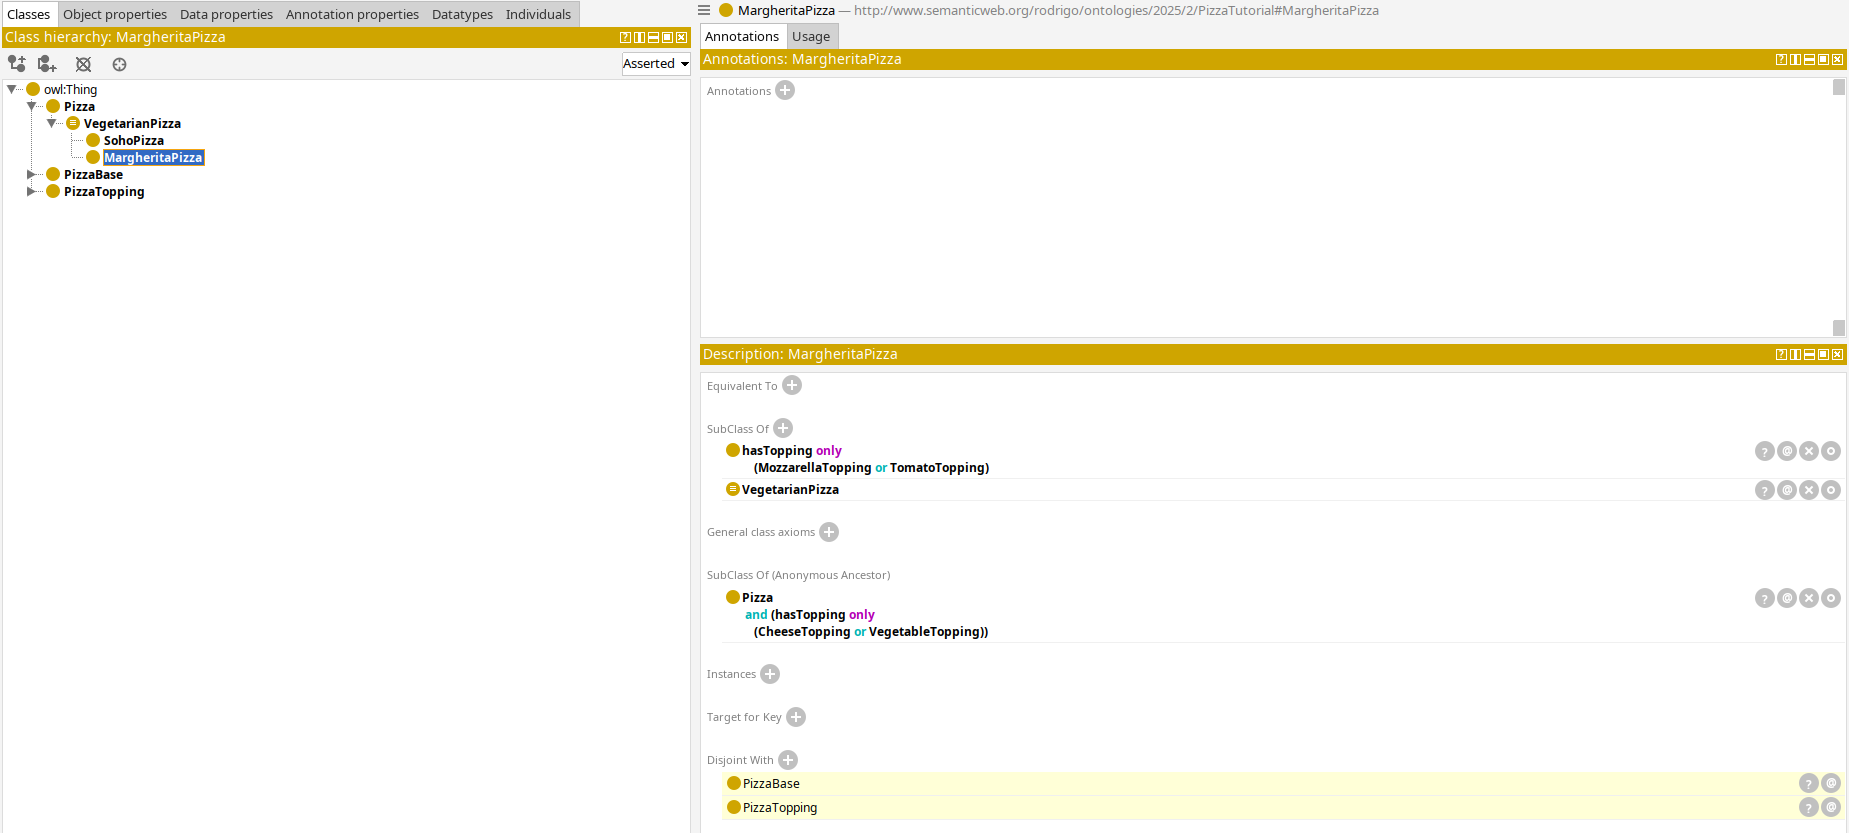 Classes Object properties Data properties Annotation properties Datatypes Individuals
Class hierarchy: MargheritaPizza
Asserted
owl:Thing
Pizza
VegetarianPizza
SohoPizza
MargheritaPizza
PizzaBase
PizzaTopping
MargheritaPizza — http://www.semanticweb.org/rodrigo/ontologies/2025/2/PizzaTutorial#MargheritaPizza
Annotations Usage
Annotations: MargheritaPizza
Annotations
Description: MargheritaPizza
Equivalent To
SubClass Of
hasTopping only
(MozzarellaTopping or TomatoTopping)
VegetarianPizza
General class axioms
SubClass Of (Anonymous Ancestor)
Pizza
and (hasTopping only
(CheeseTopping or VegetableTopping))
Instances
Target for Key
Disjoint With
PizzaBase
PizzaTopping